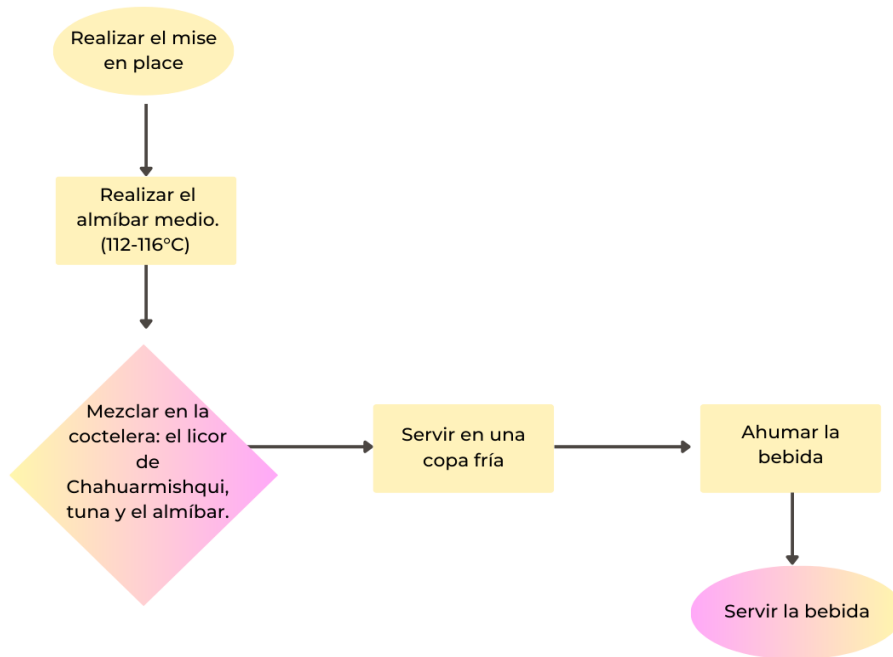 Realizar el mise
en place
Realizar el
almíbar medio.
(112-116°C)
Mezclar en la
coctelera: el licor
de
Chahuarmishqui,
tuna y el almíbar.
Servir en una
copa fría
Ahumar la
bebida
Servir la bebida